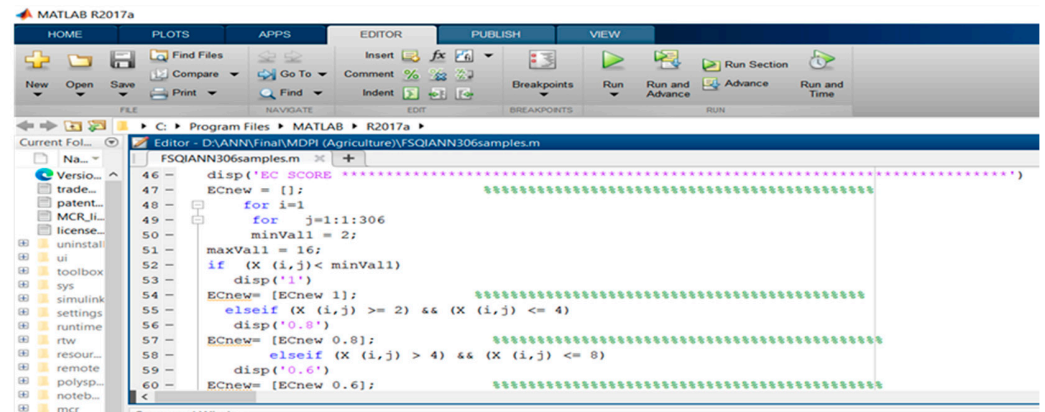 MATLAB R2017a
HOME PLOTS APPS EDITOR PUBLISH VIEW
New Open Save
Find Files
Compare
Print
Go To
Find
Insert fx
Comment %
Indent
Breakpoints
Run
Run and Advance
Run Section
Advance
Run and Time
FILE NAVIGATE EDIT BREAKPOINTS RUN
C: Program Files MATLAB R2017a
Current Fol...
Editor - D:\ANN\Final\MDPI (Agriculture)\FSQIANN306samples.m
Na...
FSQIANN306samples.m × +
Versio...
trade...
patent...
MCR_li...
license...
uninstall
ui
toolbox
sys
simulink
settings
runtime
rtw
resour...
remote
polysp...
noteb...
mcr
46 - disp('EC SCORE ******************************************************************************')
47 - ECnew = []; %%%%%%%%%%%%%%%%%%%%%%%%%%%%%%%%%%%%%%%%%%%%
48 - for i=1
49 - for j=1:1:306
50 - minVal1 = 2;
51 - maxVal1 = 16;
52 - if (X (i,j)< minVal1)
53 - disp('1')
54 - ECnew= [ECnew 1]; %%%%%%%%%%%%%%%%%%%%%%%%%%%%%%%%%%%%%%%%%%%%
55 - elseif (X (i,j) >= 2) && (X (i,j) <= 4)
56 - disp('0.8')
57 - ECnew= [ECnew 0.8]; %%%%%%%%%%%%%%%%%%%%%%%%%%%%%%%%%%%%%%%%%%%%
58 - elseif (X (i,j) > 4) && (X (i,j) <= 8)
59 - disp('0.6')
60 - ECnew= [ECnew 0.6]; %%%%%%%%%%%%%%%%%%%%%%%%%%%%%%%%%%%%%%%%%%%%